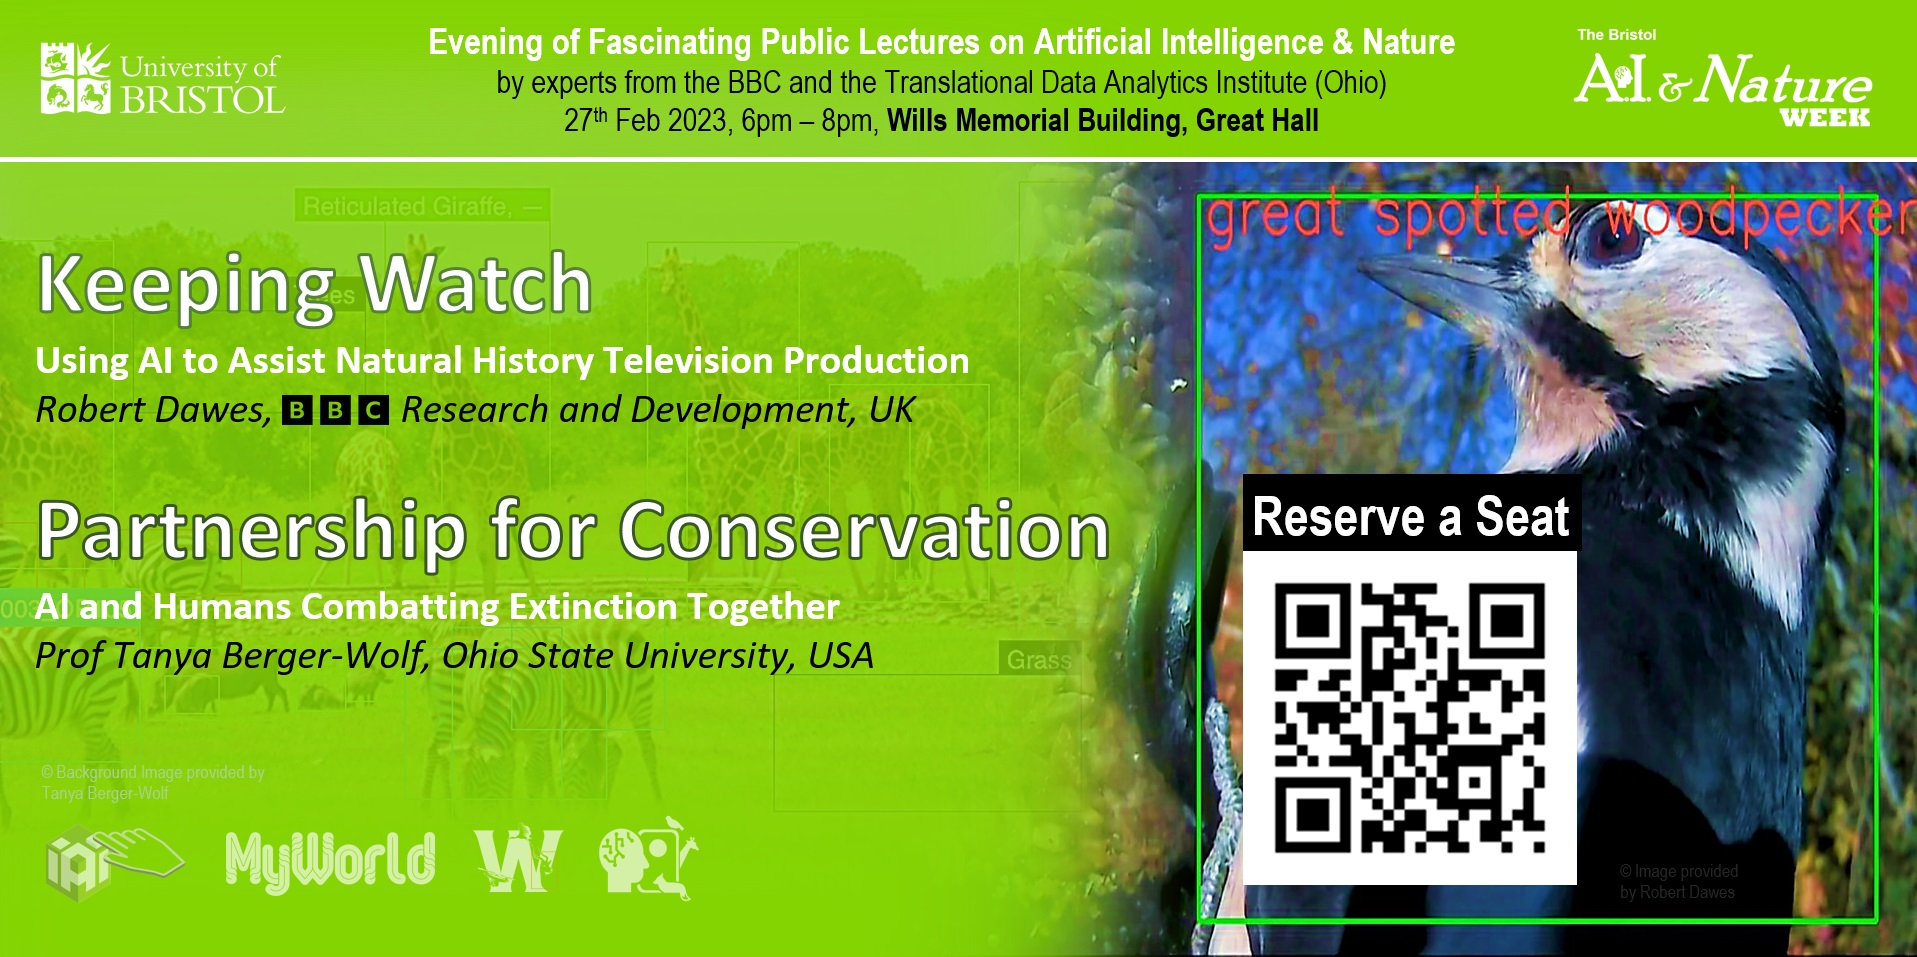 University of
BRISTOL
Evening of Fascinating Public Lectures on Artificial Intelligence & Nature
by experts from the BBC and the Translational Data Analytics Institute (Ohio)
27th Feb 2023, 6pm – 8pm, Wills Memorial Building, Great Hall
The Bristol
A.I. & Nature
WEEK
Reticulated Giraffe, —
great spotted woodpecker
Keeping Watch
Using AI to Assist Natural History Television Production
Robert Dawes, BBC Research and Development, UK
Partnership for Conservation
AI and Humans Combatting Extinction Together
Prof Tanya Berger-Wolf, Ohio State University, USA
Grass
Reserve a Seat
© Background Image provided by
Tanya Berger-Wolf
MyWorld
W
© Image provided
by Robert Dawes